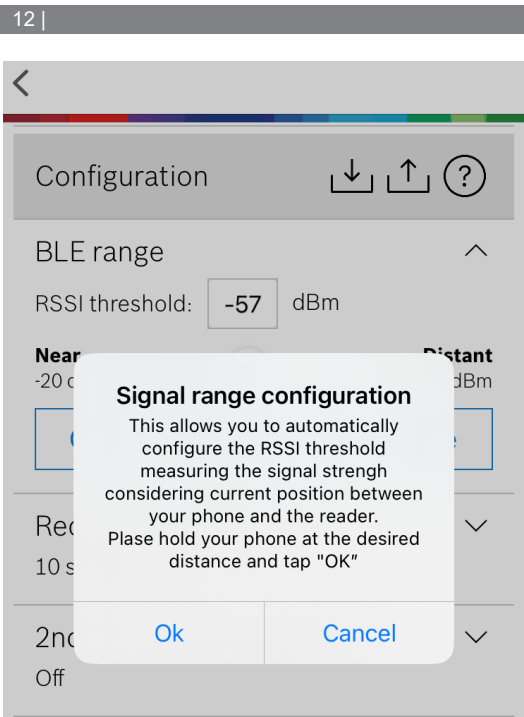 12 |
Configuration
?
BLE range
RSSI threshold: -57 dBm
Near
-20
dBm
Signal range configuration
This allows you to automatically
configure the RSSI threshold
measuring the signal strengh
considering current position between
your phone and the reader.
Plase hold your phone at the desired
distance and tap "OK"
Ok Cancel
10
Off